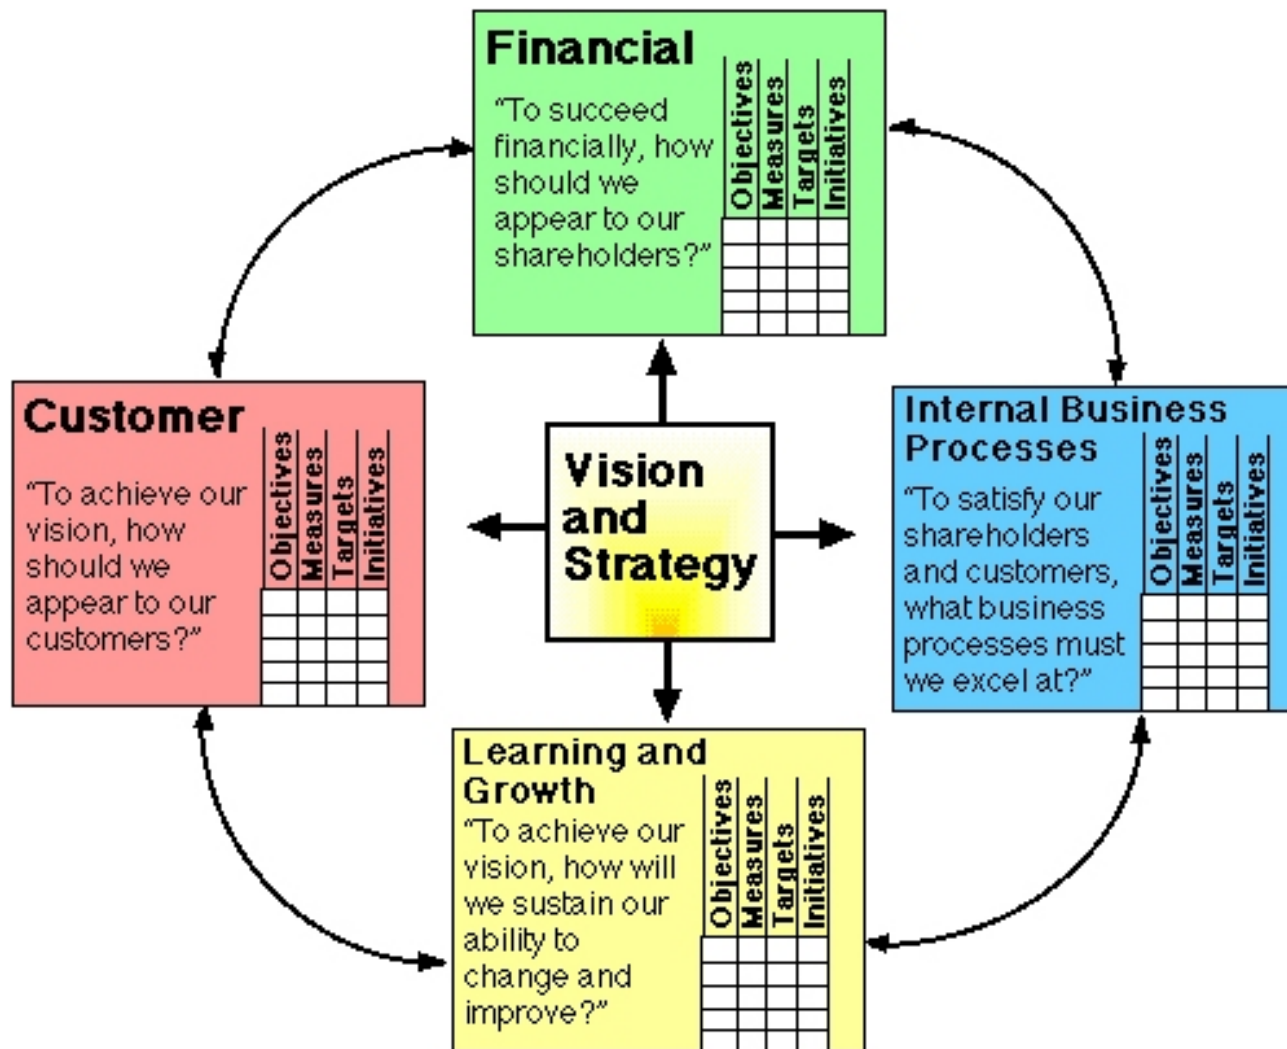 Financial
“To succeed
financially, how
should we
appear to our
shareholders?”
Objectives
Measures
Targets
Initiatives
Customer
“To achieve our
vision, how
should we
appear to our
customers?”
Objectives
Measures
Targets
Initiatives
Vision
and
Strategy
Internal Business
Processes
“To satisfy our
shareholders
and customers,
what business
processes must
we excel at?”
Objectives
Measures
Targets
Initiatives
Learning and
Growth
“To achieve our
vision, how will
we sustain our
ability to
change and
improve?”
Objectives
Measures
Targets
Initiatives